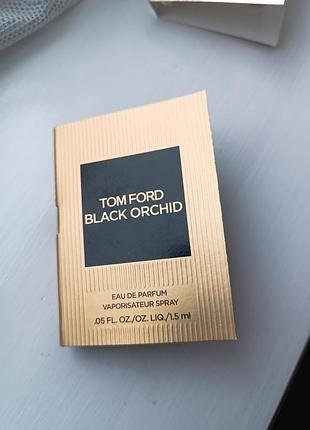 TOM FORD
BLACK ORCHID
EAU DE PARFUM
VAPORISATEUR SPRAY
.05 FL. OZ./OZ. LIQ./1.5 ml